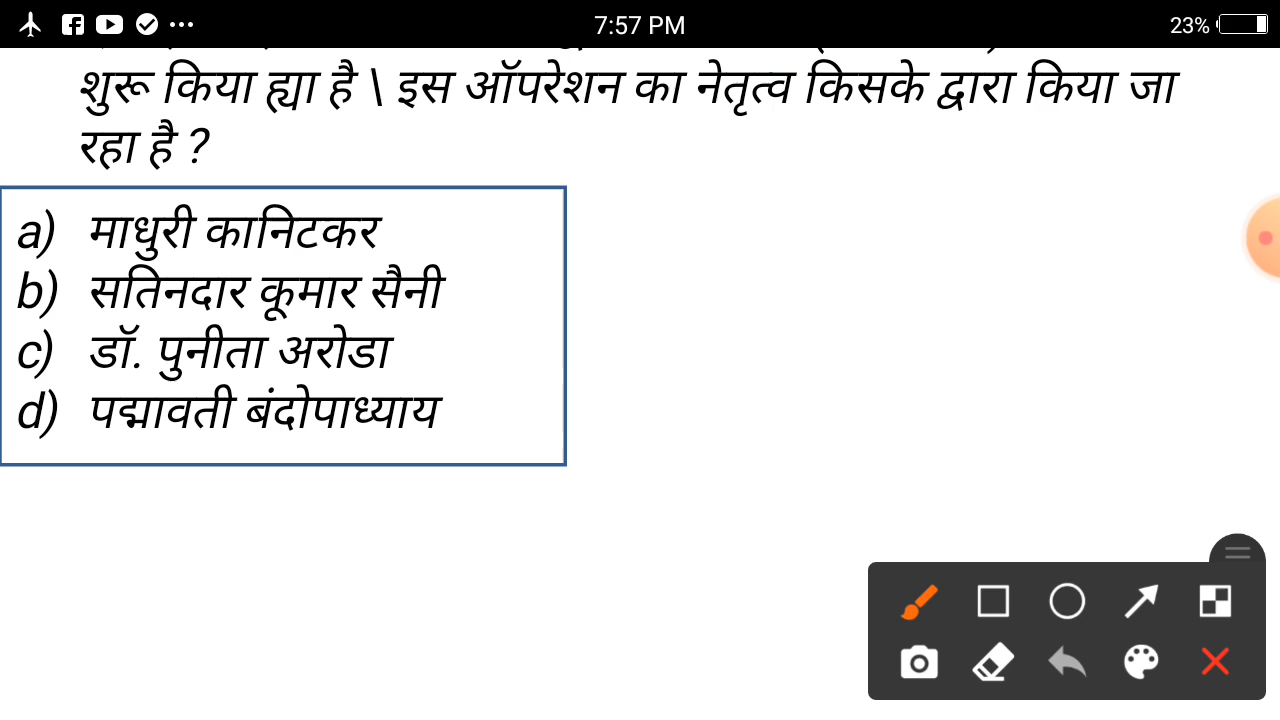 7:57 PM
23%
शुरू किया ह्या है \ इस ऑपरेशन का नेतृत्व किसके द्वारा किया जा
रहा है ?
a) माधुरी कानिटकर
b) सतिनदार कूमार सैनी
c) डॉ. पुनीता अरोडा
d) पद्मावती बंदोपाध्याय